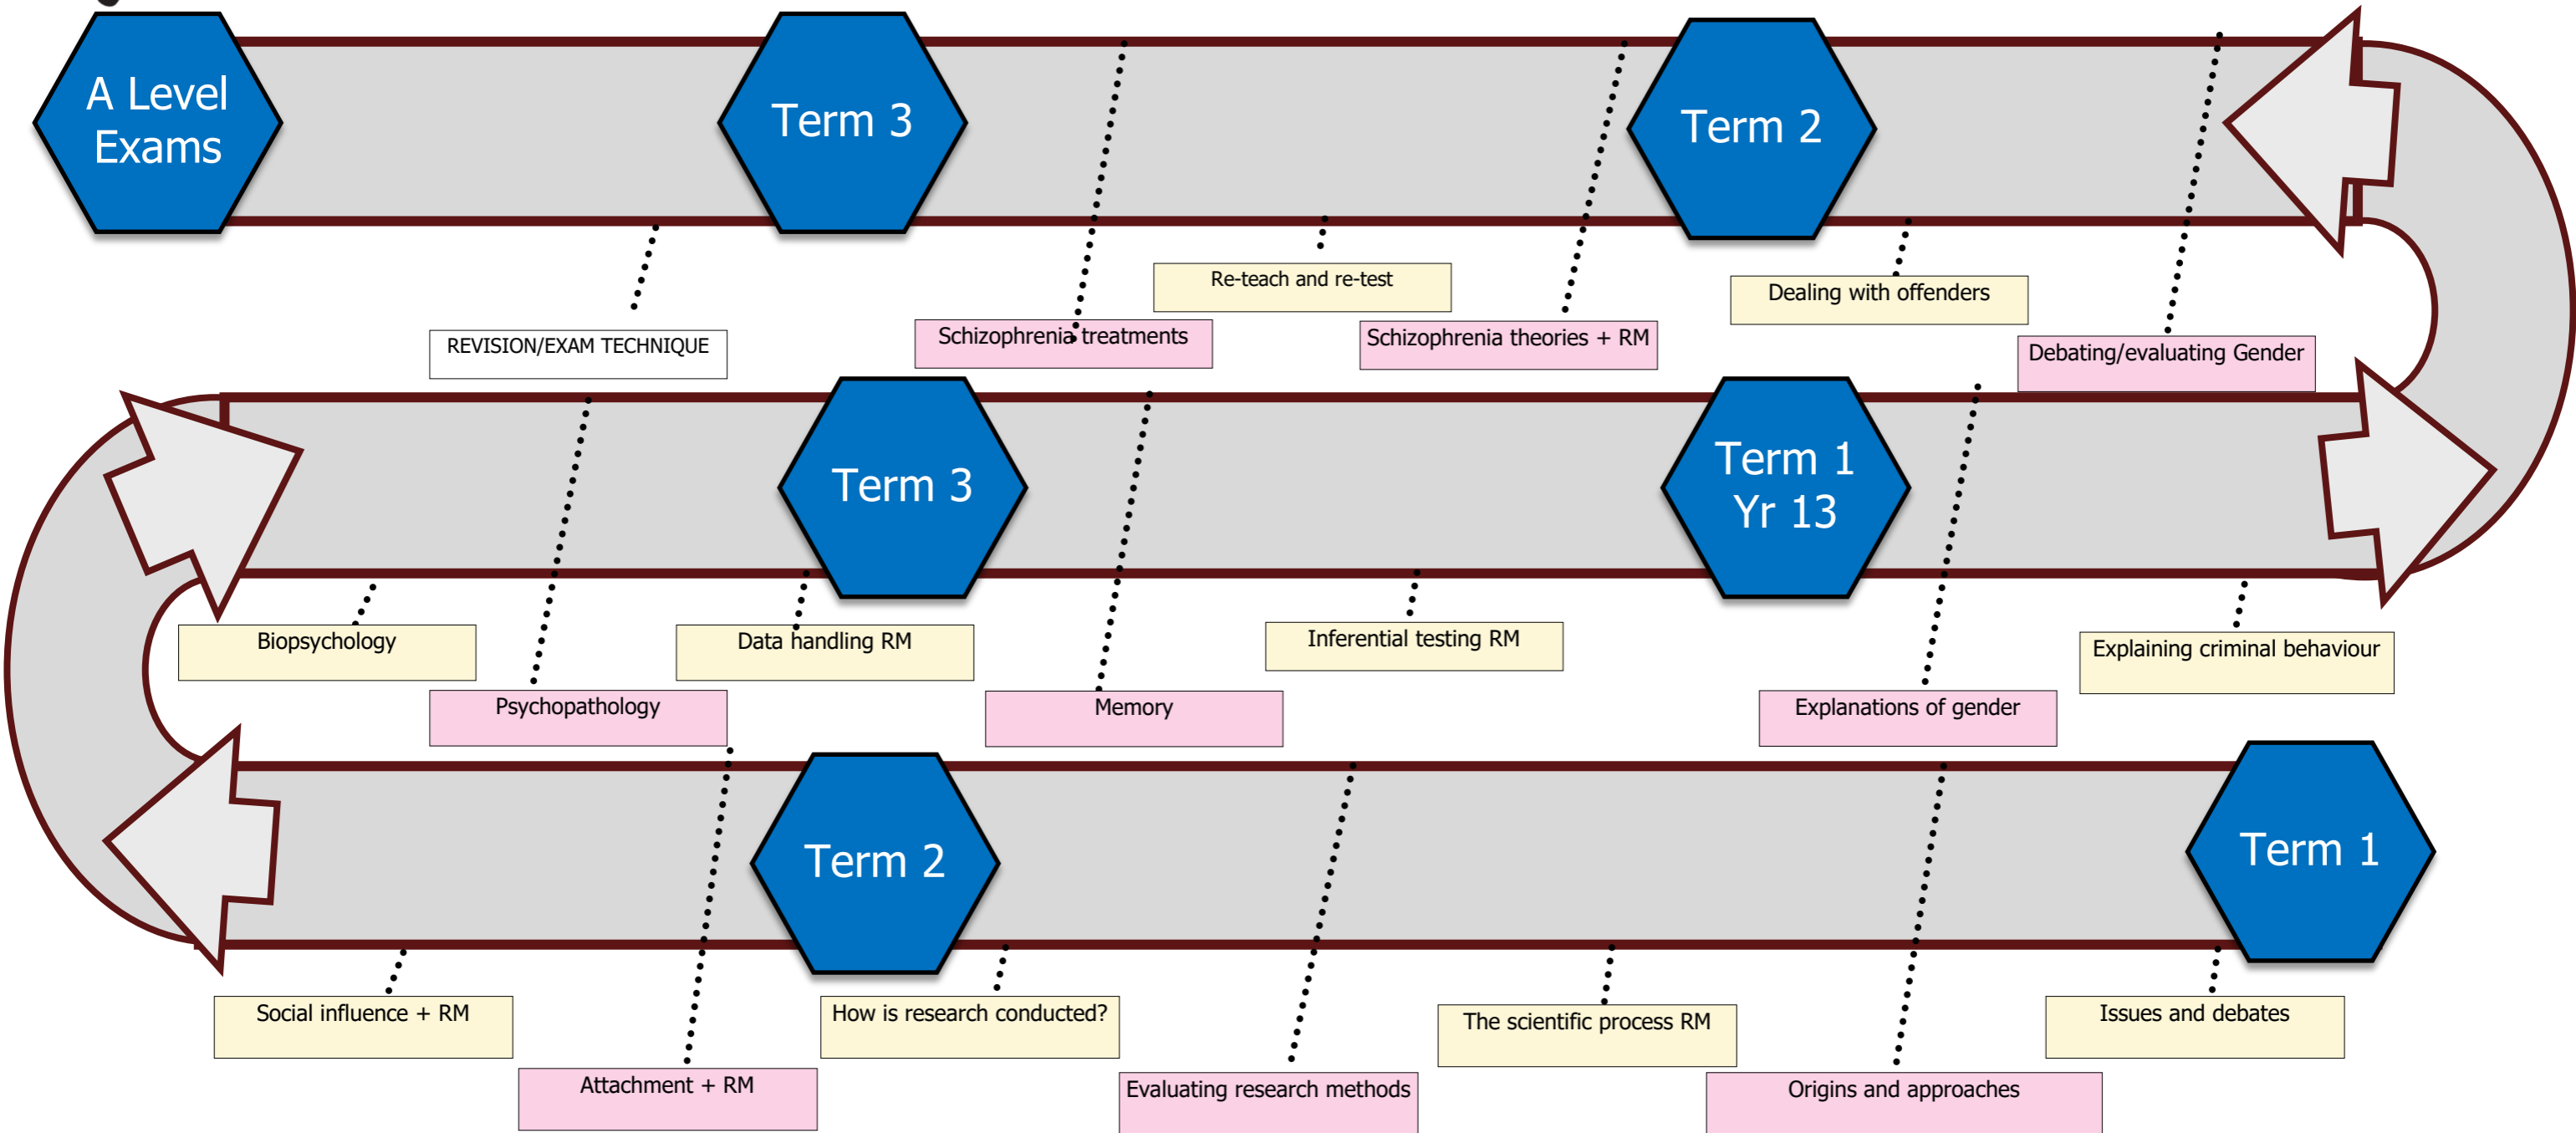 A Level
Exams
Term 3
Term 2
Re-teach and re-test
Dealing with offenders
REVISION/EXAM TECHNIQUE
Schizophrenia treatments
Schizophrenia theories + RM
Debating/evaluating Gender
Term 3
Term 1
Yr 13
Biopsychology
Data handling RM
Inferential testing RM
Explaining criminal behaviour
Psychopathology
Memory
Explanations of gender
Term 2
Term 1
Social influence + RM
How is research conducted?
The scientific process RM
Issues and debates
Attachment + RM
Evaluating research methods
Origins and approaches